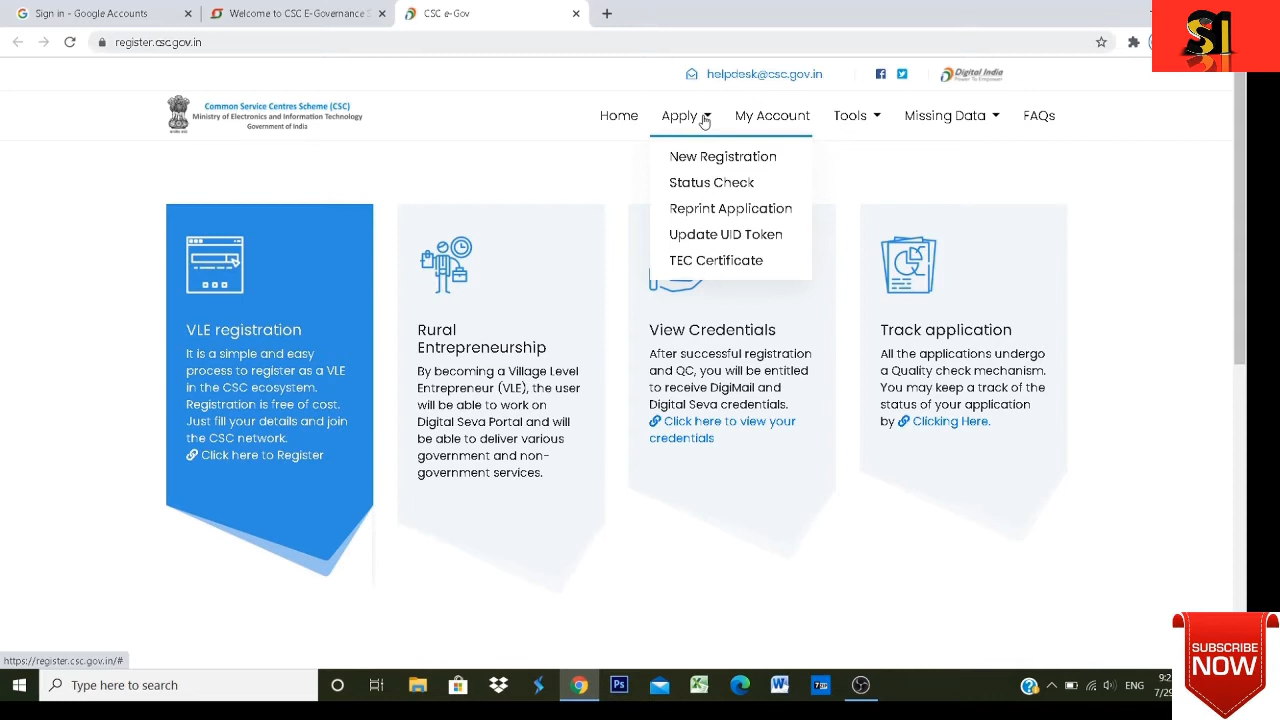 Sign in - Google Accounts
Welcome to CSC E-Governance S
CSC e-Gov
register.csc.gov.in
S1
helpdesk@csc.gov.in
Digital India
Power To Empower
Common Service Centres Scheme (CSC)
Ministry of Electronics and Information Technology
Government of India
Home
Apply
My Account
Tools
Missing Data
FAQs
New Registration
Status Check
Reprint Application
Update UID Token
TEC Certificate
VLE registration
It is a simple and easy
process to register as a VLE
in the CSC ecosystem.
Registration is free of cost.
Just fill your details and join
the CSC network.
Click here to Register
Rural
Entrepreneurship
By becoming a Village Level
Entrepreneur (VLE), the user
will be able to work on
Digital Seva Portal and will
be able to deliver various
government and non-
government services.
View Credentials
After successful registration
and QC, you will be entitled
to receive DigiMail and
Digital Seva credentials.
Click here to view your
credentials
Track application
All the applications undergo
a Quality check mechanism.
You may keep a track of the
status of your application
by Clicking Here.
https://register.csc.gov.in/#
Type here to search
Ps
ENG
9:2
7/29
SUBSCRIBE
NOW